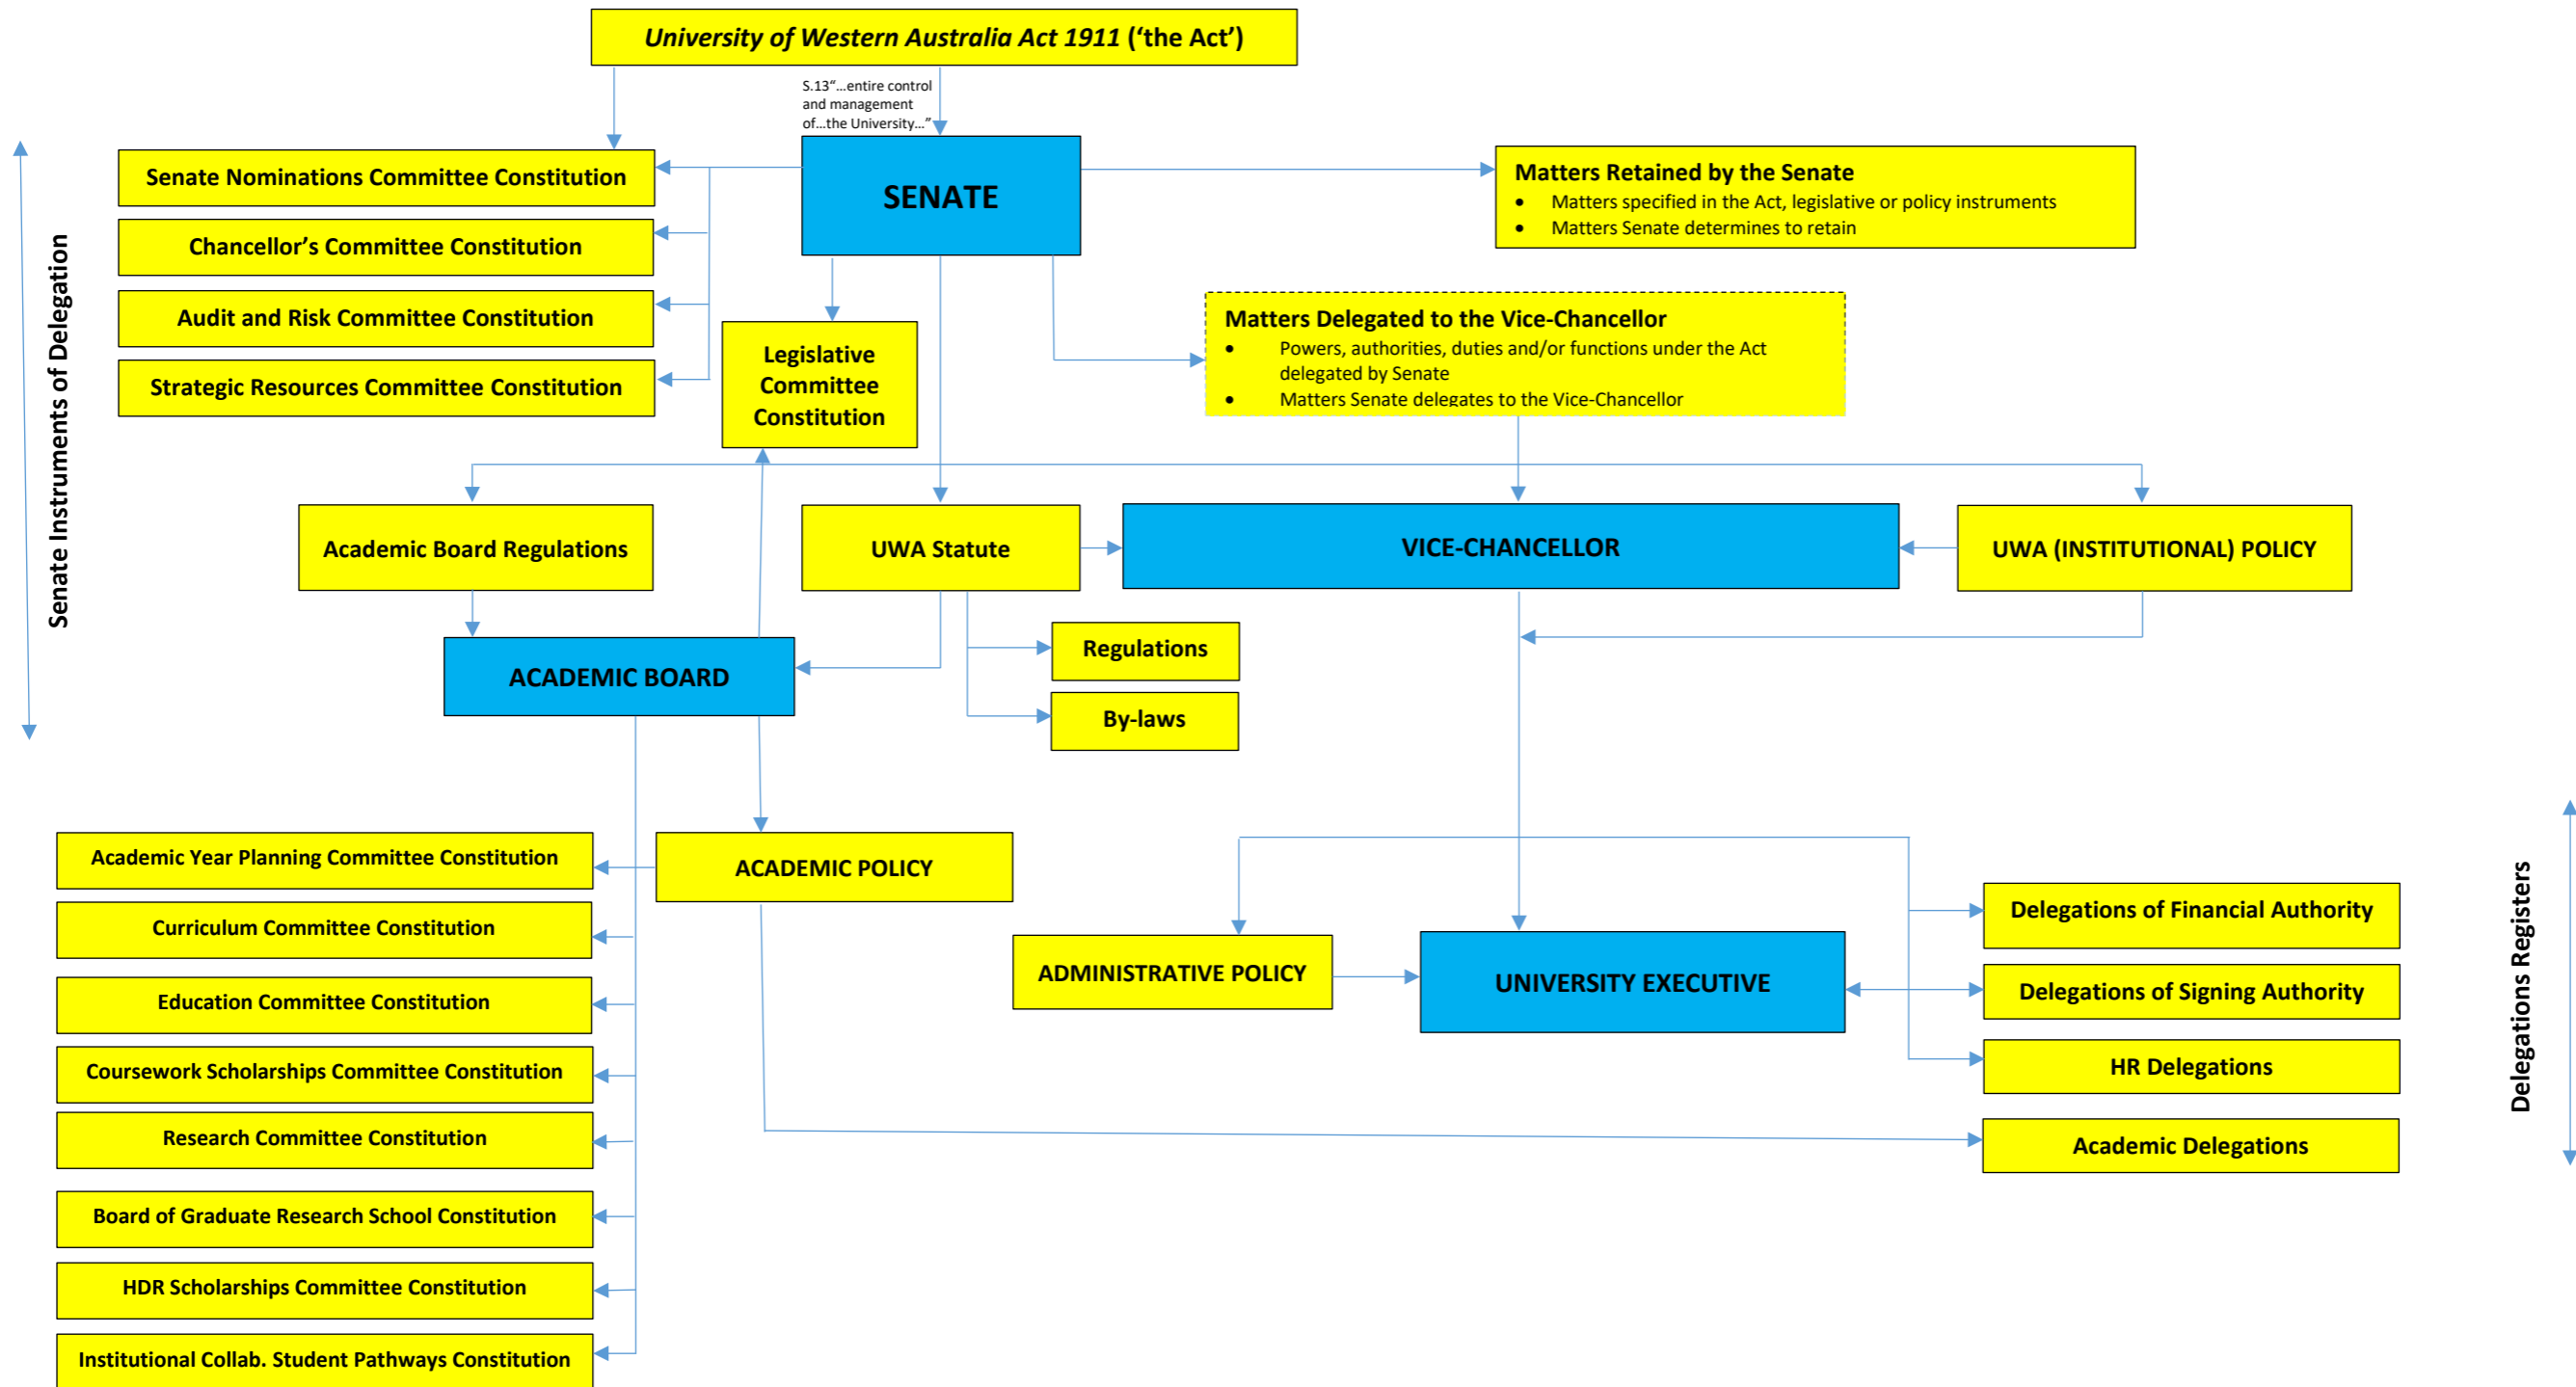 University of Western Australia Act 1911 (‘the Act’)
S.13“...entire control
and management
of...the University...”
SENATE
Senate Nominations Committee Constitution
Chancellor’s Committee Constitution
Audit and Risk Committee Constitution
Strategic Resources Committee Constitution
Matters Retained by the Senate
• Matters specified in the Act, legislative or policy instruments
• Matters Senate determines to retain
Senate Instruments of Delegation
Legislative
Committee
Constitution
Matters Delegated to the Vice-Chancellor
• Powers, authorities, duties and/or functions under the Act
delegated by Senate
• Matters Senate delegates to the Vice-Chancellor
Academic Board Regulations
UWA Statute
VICE-CHANCELLOR
UWA (INSTITUTIONAL) POLICY
Regulations
ACADEMIC BOARD
By-laws
Academic Year Planning Committee Constitution
ACADEMIC POLICY
Curriculum Committee Constitution
Education Committee Constitution
Coursework Scholarships Committee Constitution
Research Committee Constitution
Board of Graduate Research School Constitution
HDR Scholarships Committee Constitution
Institutional Collab. Student Pathways Constitution
ADMINISTRATIVE POLICY
UNIVERSITY EXECUTIVE
Delegations of Financial Authority
Delegations of Signing Authority
HR Delegations
Academic Delegations
Delegations Registers